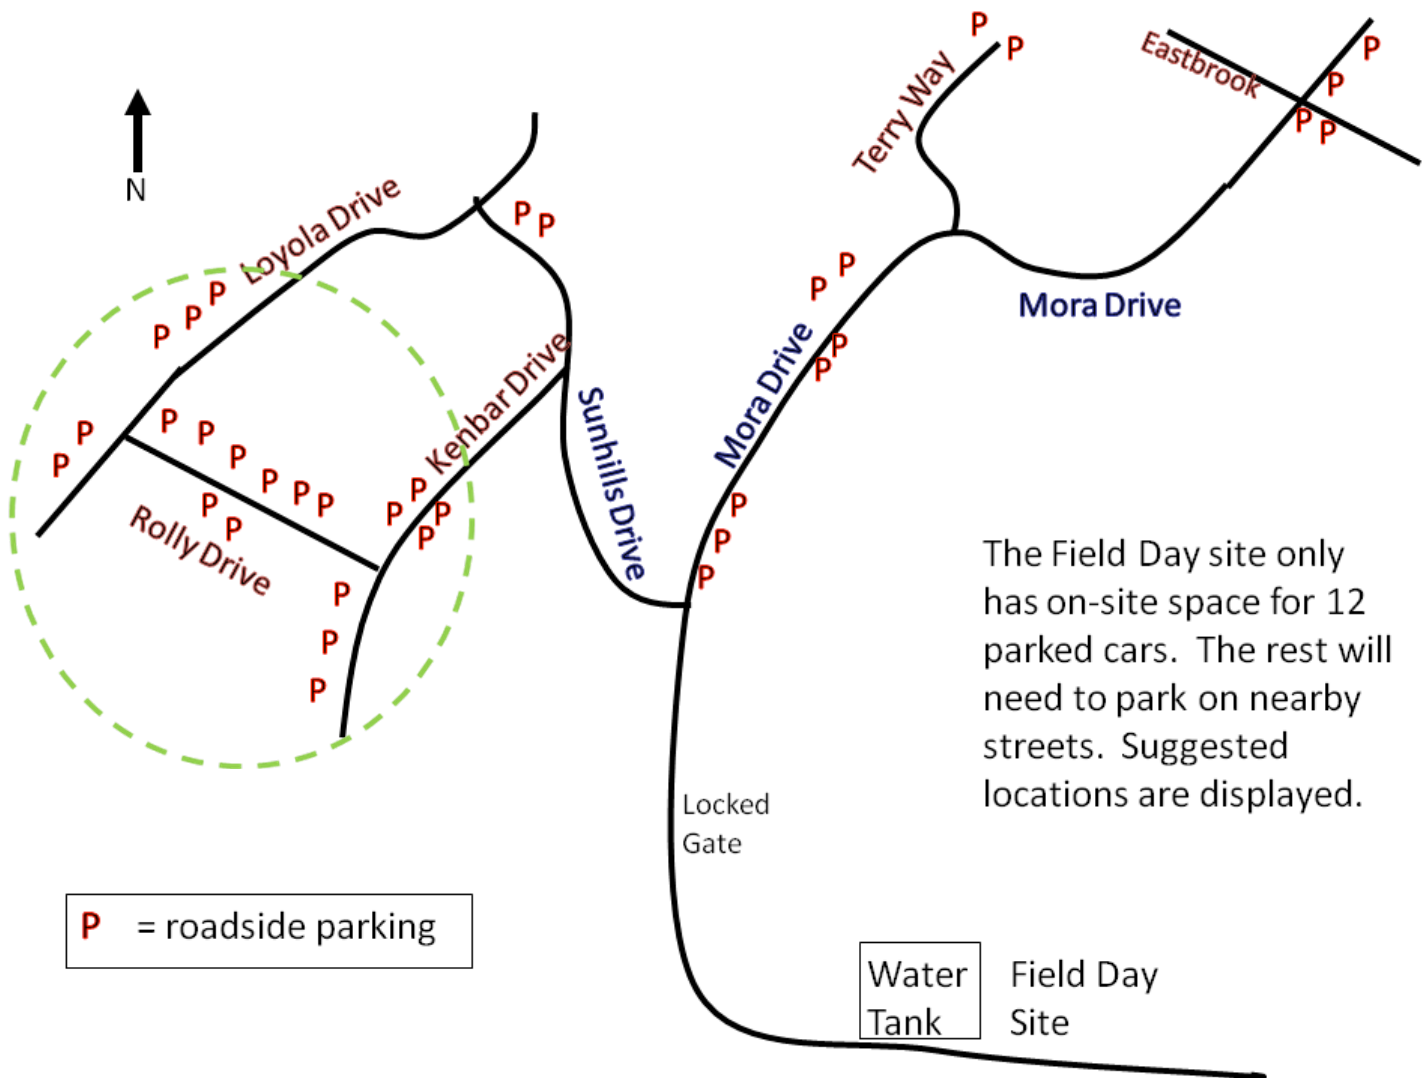 P
P
P
Eastbrook
P
P P
Terry Way
N
Loyola Drive
P P
P
P
P
P
P
Mora Drive
P
P
Mora Drive
P
P
Kenbar Drive
Sunhills Drive
P
P
P
P
P
P
P
P
P
P
P
Rolly Drive
P
P
P
P
P
P
P
P
P
P
P
The Field Day site only
has on-site space for 12
parked cars. The rest will
need to park on nearby
streets. Suggested
locations are displayed.
Locked
Gate
P = roadside parking
Water
Tank
Field Day
Site